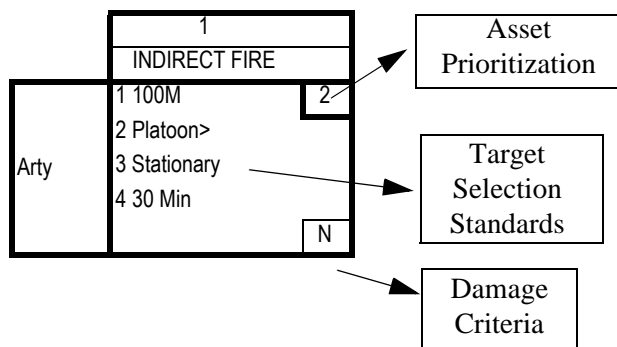 1
INDIRECT FIRE
Arty
1 100M
2
2 Platoon>
3 Stationary
4 30 Min
N
Asset
Prioritization
Target
Selection
Standards
Damage
Criteria